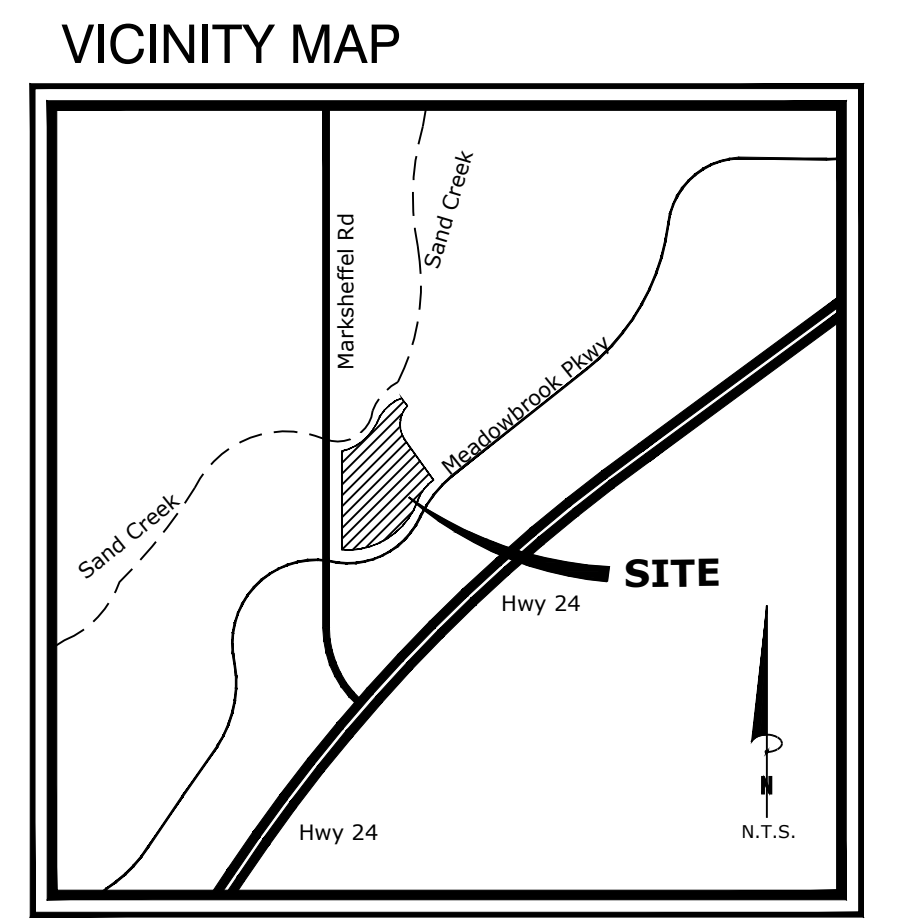 VICINITY MAP
Sand Creek
Marksheffel Rd
Meadowbrook Pkwy
Sand Creek
SITE
Hwy 24
N
N.T.S.
Hwy 24